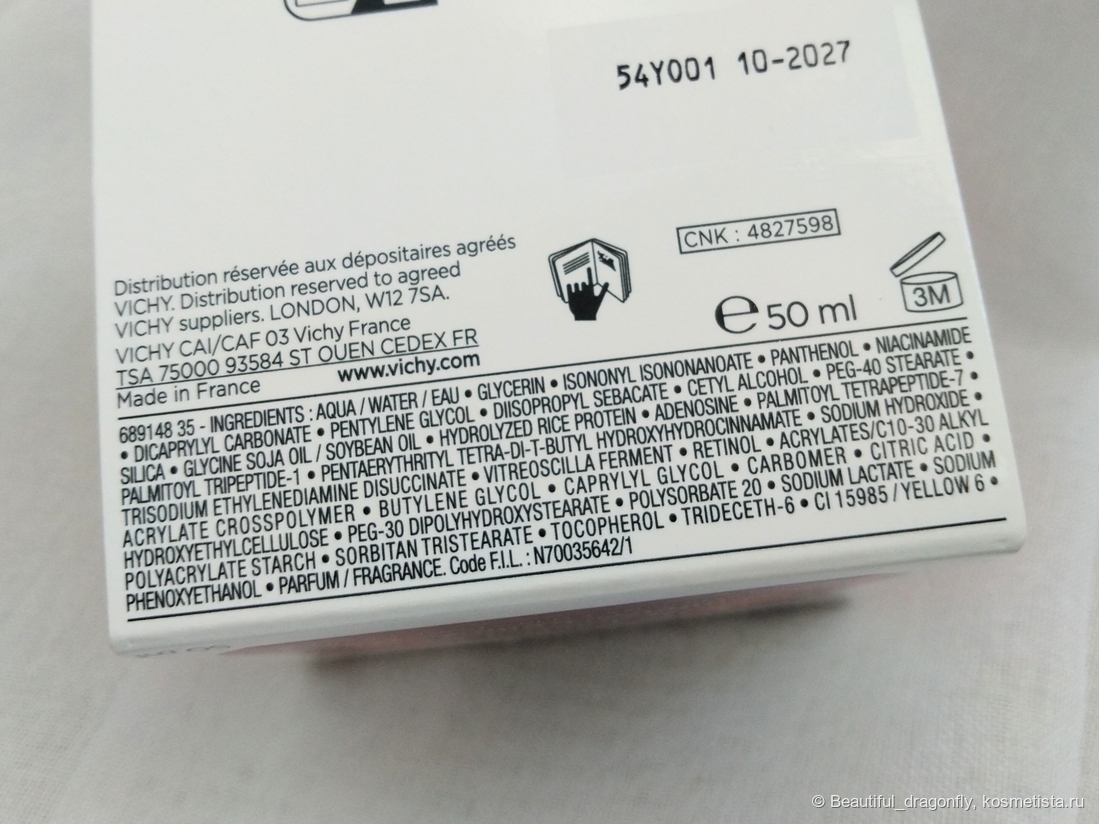 54Y001 10-2027
CNK : 4827598
Distribution réservée aux dépositaires agréés
VICHY. Distribution reserved to agreed
VICHY suppliers. LONDON, W12 7SA.
VICHY CAI/CAF 03 Vichy France
TSA 75000 93584 ST OUEN CEDEX FR
Made in France
www.vichy.com
℮ 50 ml
3M
689148 35 - INGREDIENTS : AQUA / WATER / EAU • GLYCERIN • ISONONYL ISONONANOATE • PANTHENOL • NIACINAMIDE
• DICAPRYLYL CARBONATE • PENTYLENE GLYCOL • DIISOPROPYL SEBACATE • CETYL ALCOHOL • PEG-40 STEARATE •
SILICA • GLYCINE SOJA OIL / SOYBEAN OIL • HYDROLYZED RICE PROTEIN • ADENOSINE • PALMITOYL TETRAPEPTIDE-7 •
PALMITOYL TRIPEPTIDE-1 • PENTAERYTHRITYL TETRA-DI-T-BUTYL HYDROXYHYDROCINNAMATE • SODIUM HYDROXIDE •
TRISODIUM ETHYLENEDIAMINE DISUCCINATE • VITREOSCILLA FERMENT • RETINOL • ACRYLATES/C10-30 ALKYL
ACRYLATE CROSSPOLYMER • BUTYLENE GLYCOL • CAPRYLYL GLYCOL • CARBOMER • CITRIC ACID •
HYDROXYETHYLCELLULOSE • PEG-30 DIPOLYHYDROXYSTEARATE • POLYSORBATE 20 • SODIUM LACTATE • SODIUM
POLYACRYLATE STARCH • SORBITAN TRISTEARATE • TOCOPHEROL • TRIDECETH-6 • CI 15985 / YELLOW 6 •
PHENOXYETHANOL • PARFUM / FRAGRANCE. Code F.I.L. : N70035642/1
© Beautiful_dragonfly, kosmetista.ru